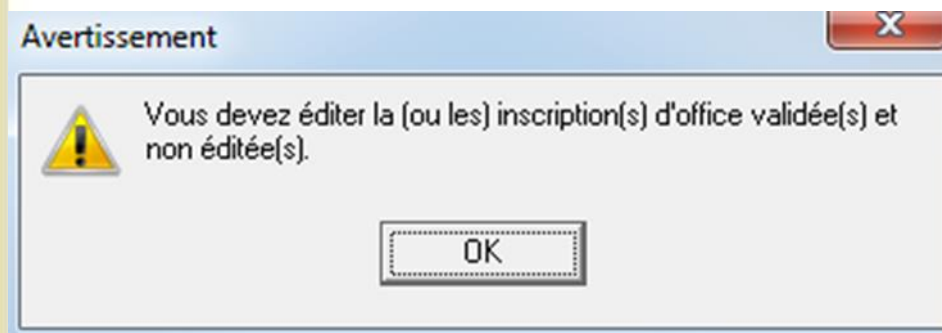 Avertissement
Vous devez éditer la (ou les) inscription(s) d'office validée(s) et
non éditée(s).
OK